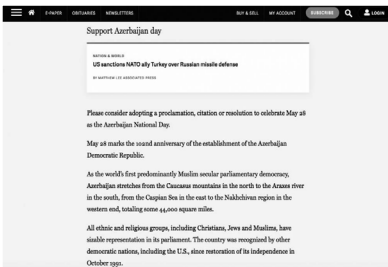 E-PAPER OBITUARIES NEWSLETTERS BUY & SELL MY ACCOUNT SUBSCRIBE LOGIN
Support Azerbaijan day
NATION & WORLD
US sanctions NATO ally Turkey over Russian missile defense
BY MATTHEW LEE ASSOCIATED PRESS
Please consider adopting a proclamation, citation or resolution to celebrate May 28
as the Azerbaijan National Day.
May 28 marks the 102nd anniversary of the establishment of the Azerbaijan
Democratic Republic.
As the world's first predominantly Muslim secular parliamentary democracy,
Azerbaijan stretches from the Caucasus mountains in the north to the Araxes river
in the south, from the Caspian Sea in the east to the Nakhchivan region in the
western end, totaling some 44,000 square miles.
All ethnic and religious groups, including Christians, Jews and Muslims, have
sizable representation in its parliament. The country was recognized by other
democratic nations, including the U.S., since restoration of its independence in
October 1991.